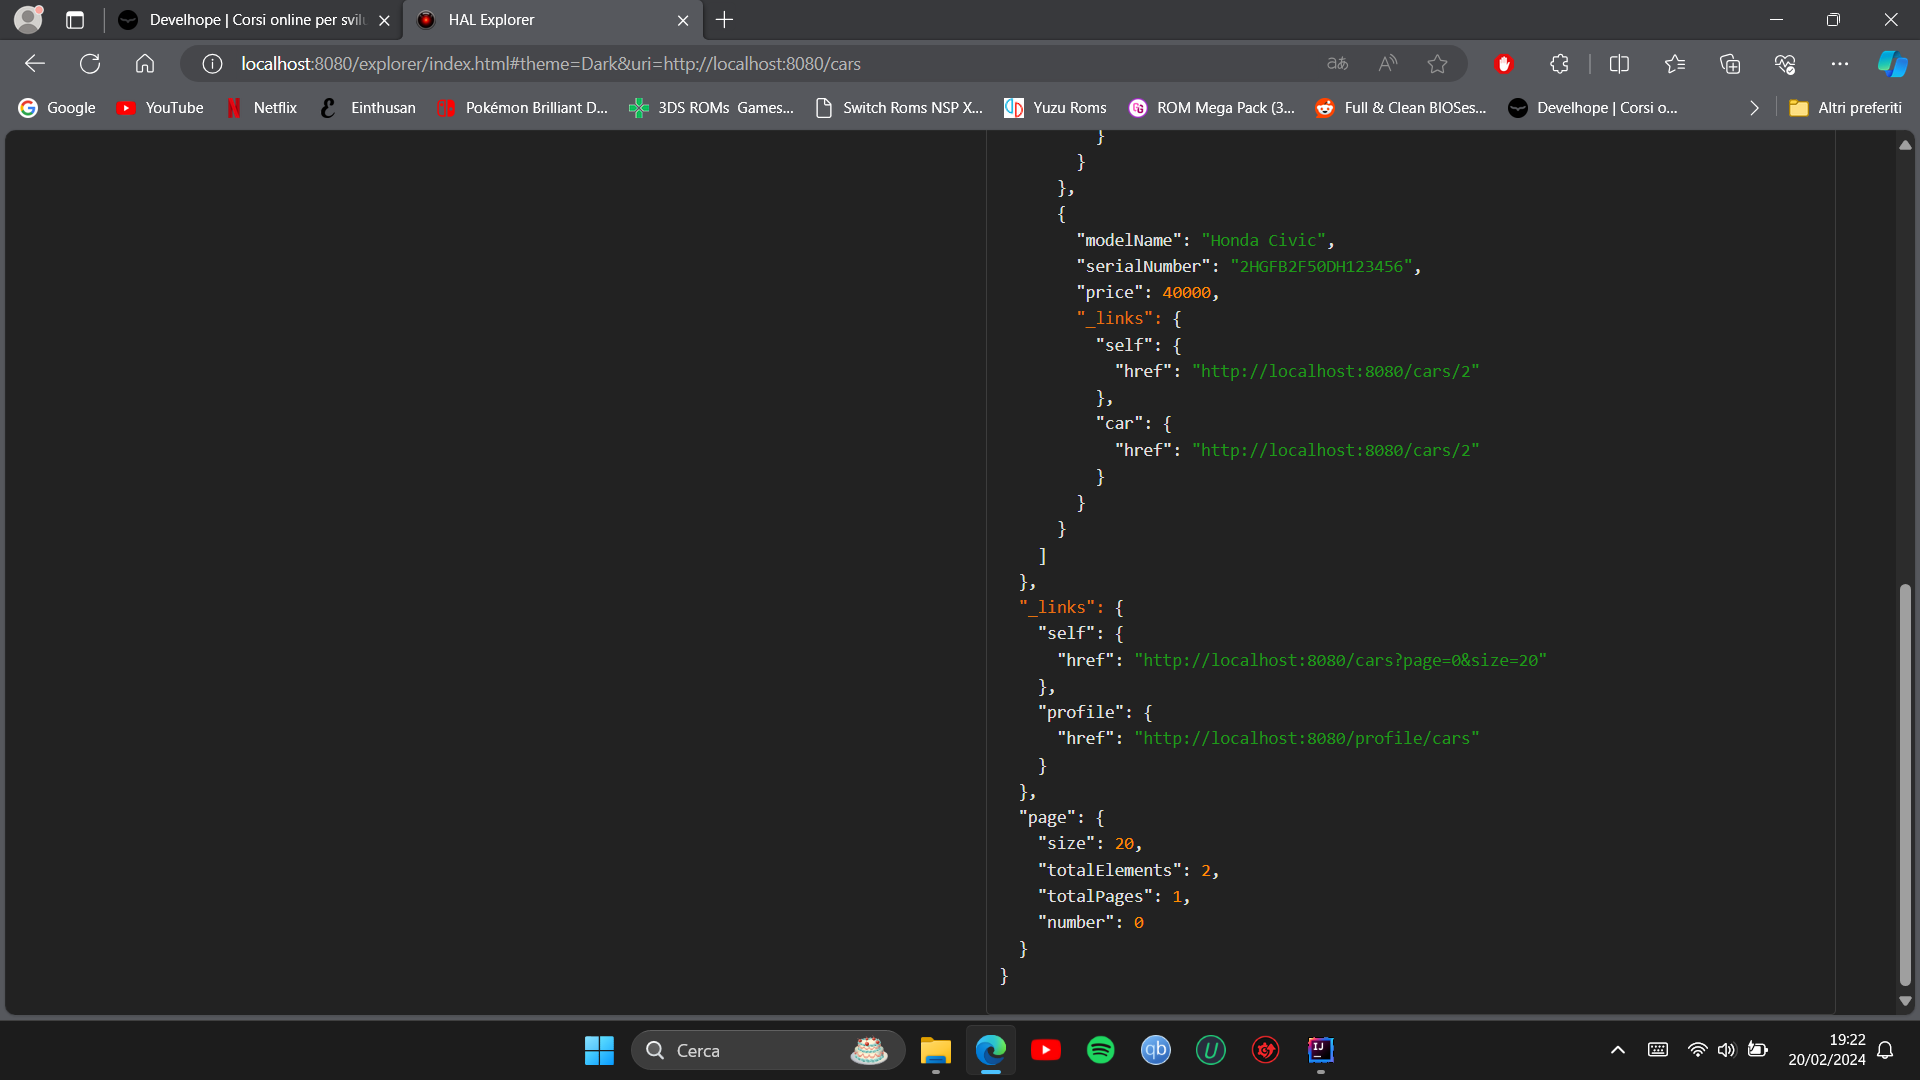 Develhope | Corsi online per svilu
HAL Explorer
localhost:8080/explorer/index.html#theme=Dark&uri=http://localhost:8080/cars
Google
YouTube
Netflix
Einthusan
Pokémon Brilliant D...
3DS ROMs Games...
Switch Roms NSP X...
Yuzu Roms
ROM Mega Pack (3...
Full & Clean BIOSes...
Develhope | Corsi o...
Altri preferiti
}
}
},
{
"modelName": "Honda Civic",
"serialNumber": "2HGFB2F50DH123456",
"price": 40000,
"_links": {
"self": {
"href": "http://localhost:8080/cars/2"
},
"car": {
"href": "http://localhost:8080/cars/2"
}
}
}
]
},
"_links": {
"self": {
"href": "http://localhost:8080/cars?page=0&size=20"
},
"profile": {
"href": "http://localhost:8080/profile/cars"
}
},
"page": {
"size": 20,
"totalElements": 2,
"totalPages": 1,
"number": 0
}
}
Cerca
qb
U
IJ
19:22
20/02/2024